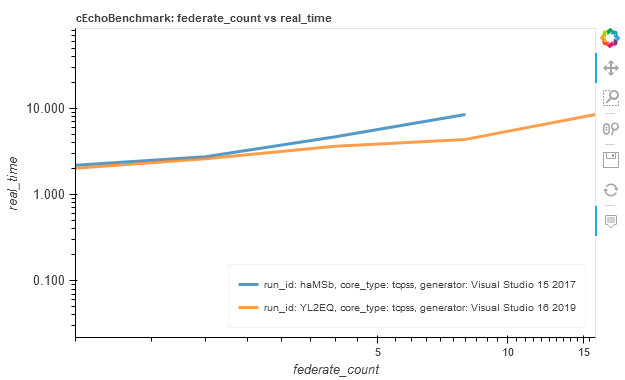 cEchoBenchmark: federate_count vs real_time
10.000
1.000
0.100
real_time
run_id: haMSb, core_type: tcpss, generator: Visual Studio 15 2017
run_id: YL2EQ, core_type: tcpss, generator: Visual Studio 16 2019
5
10
15
federate_count